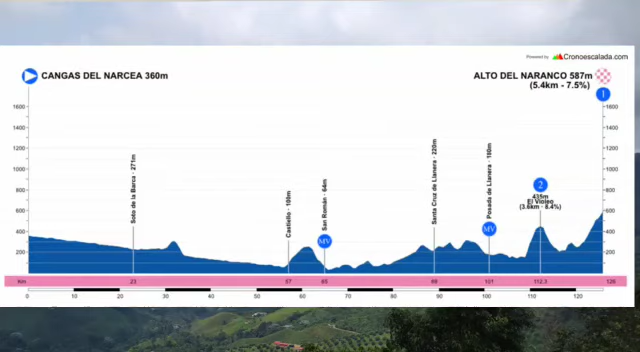 Powered by Cronoescalada.com
CANGAS DEL NARCEA 360m
ALTO DEL NARANCO 587m
(5.4km - 7.5%)
1
1600 1600
1400 1400
1200 1200
1000 1000
800 800
600 600
400 400
200 200
Soto de la Barca - 271m
Castiello - 109m
San Román - 64m
MV
Santa Cruz de Llanera - 220m
Posada de Llanera - 180m
MV
2
435m
El Violeo
(3.6km - 8.4%)
Km 23 57 65 89 101 112.3 126
0 10 20 30 40 50 60 70 80 90 100 110 120